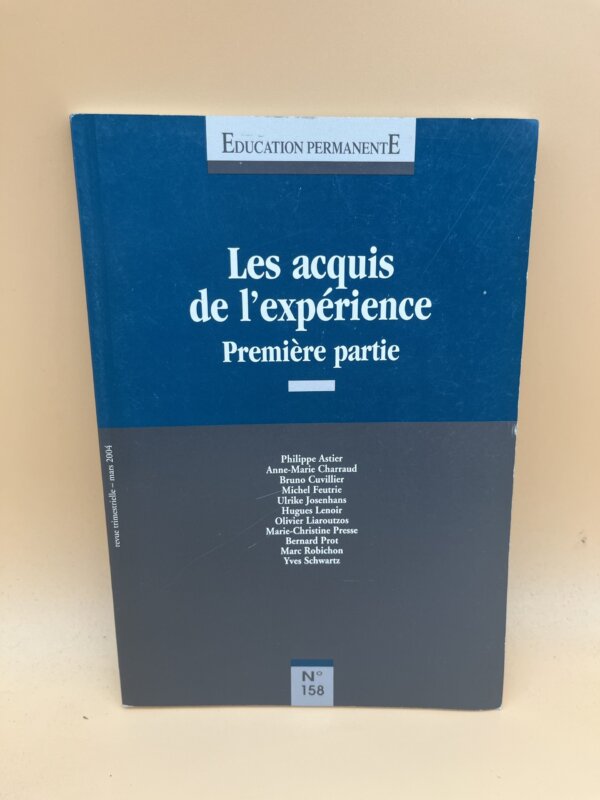 EDUCATION PERMANENTE
Les acquis
de l'expérience
Première partie
Philippe Astier
Anne-Marie Charraud
Bruno Cuvillier
Michel Feutrie
Ulrike Josenhans
Hugues Lenoir
Olivier Liaroutzos
Marie-Christine Presse
Bernard Prot
Marc Robichon
Yves Schwartz
revue trimestrielle – mars 2004
N°
158